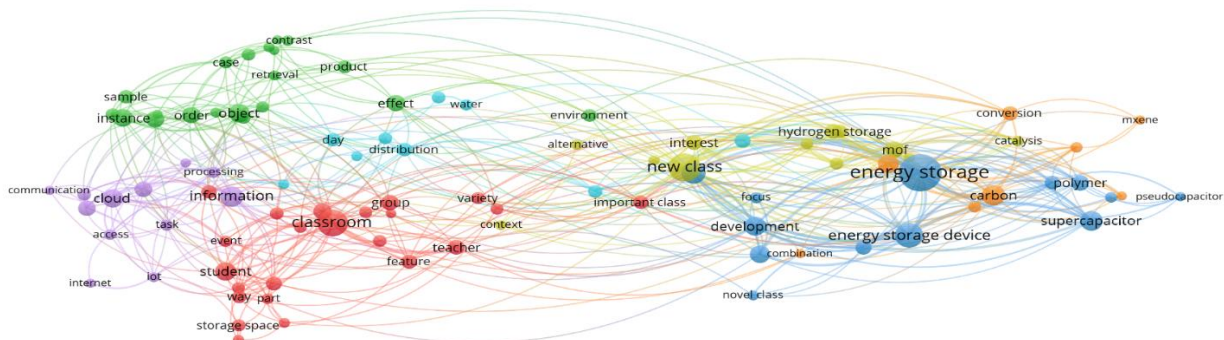 contrast
case
retrieval
product
sample
instance
order
object
effect
water
environment
day
distribution
alternative
interest
hydrogen storage
conversion
mxene
catalysis
mof
new class
energy storage
processing
communication
cloud
information
carbon
polymer
pseudocapacitor
variety
important class
focus
group
classroom
supercapacitor
task
context
development
energy storage device
access
event
teacher
combination
feature
student
internet
iot
way
part
novel class
storage space